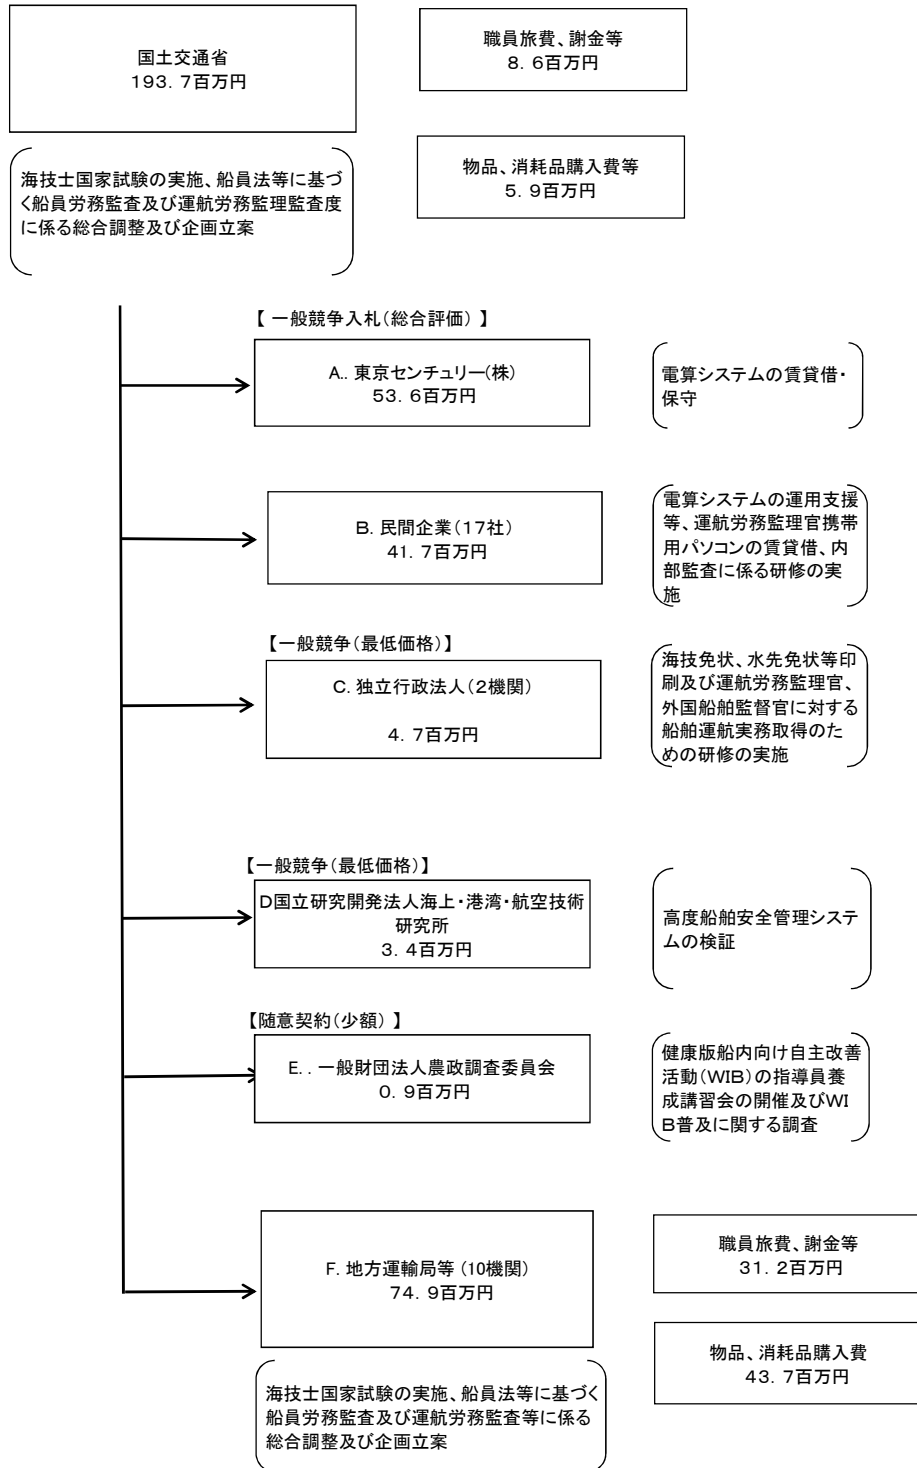 国土交通省
193．7百万円
職員旅費、謝金等
8．6百万円
物品、消耗品購入費等
5．9百万円
海技士国家試験の実施、船員法等に基づ
く船員労務監査及び運航労務監理監査度
に係る総合調整及び企画立案
【 一般競争入札（総合評価） 】
A.. 東京センチュリー（株）
53．6百万円
電算システムの賃貸借・
保守
B. 民間企業（17社）
41．7百万円
電算システムの運用支援
等、運航労務監理官携帯
用パソコンの賃貸借、内
部監査に係る研修の実
施
【一般競争（最低価格）】
C. 独立行政法人（2機関）
4．7百万円
海技免状、水先免状等印
刷及び運航労務監理官、
外国船舶監督官に対する
船舶運航実務取得のた
めの研修の実施
【一般競争（最低価格）】
D国立研究開発法人海上・港湾・航空技術
研究所
3．4百万円
高度船舶安全管理システ
ムの検証
【随意契約（少額）】
E. . 一般財団法人農政調査委員会
0．9百万円
健康版船内向け自主改善
活動（WIB）の指導員養
成講習会の開催及びWI
B普及に関する調査
F. 地方運輸局等 (10機関)
74．9百万円
職員旅費、謝金等
31．2百万円
物品、消耗品購入費
43．7百万円
海技士国家試験の実施、船員法等に基づく
船員労務監査及び運航労務監査等に係る
総合調整及び企画立案